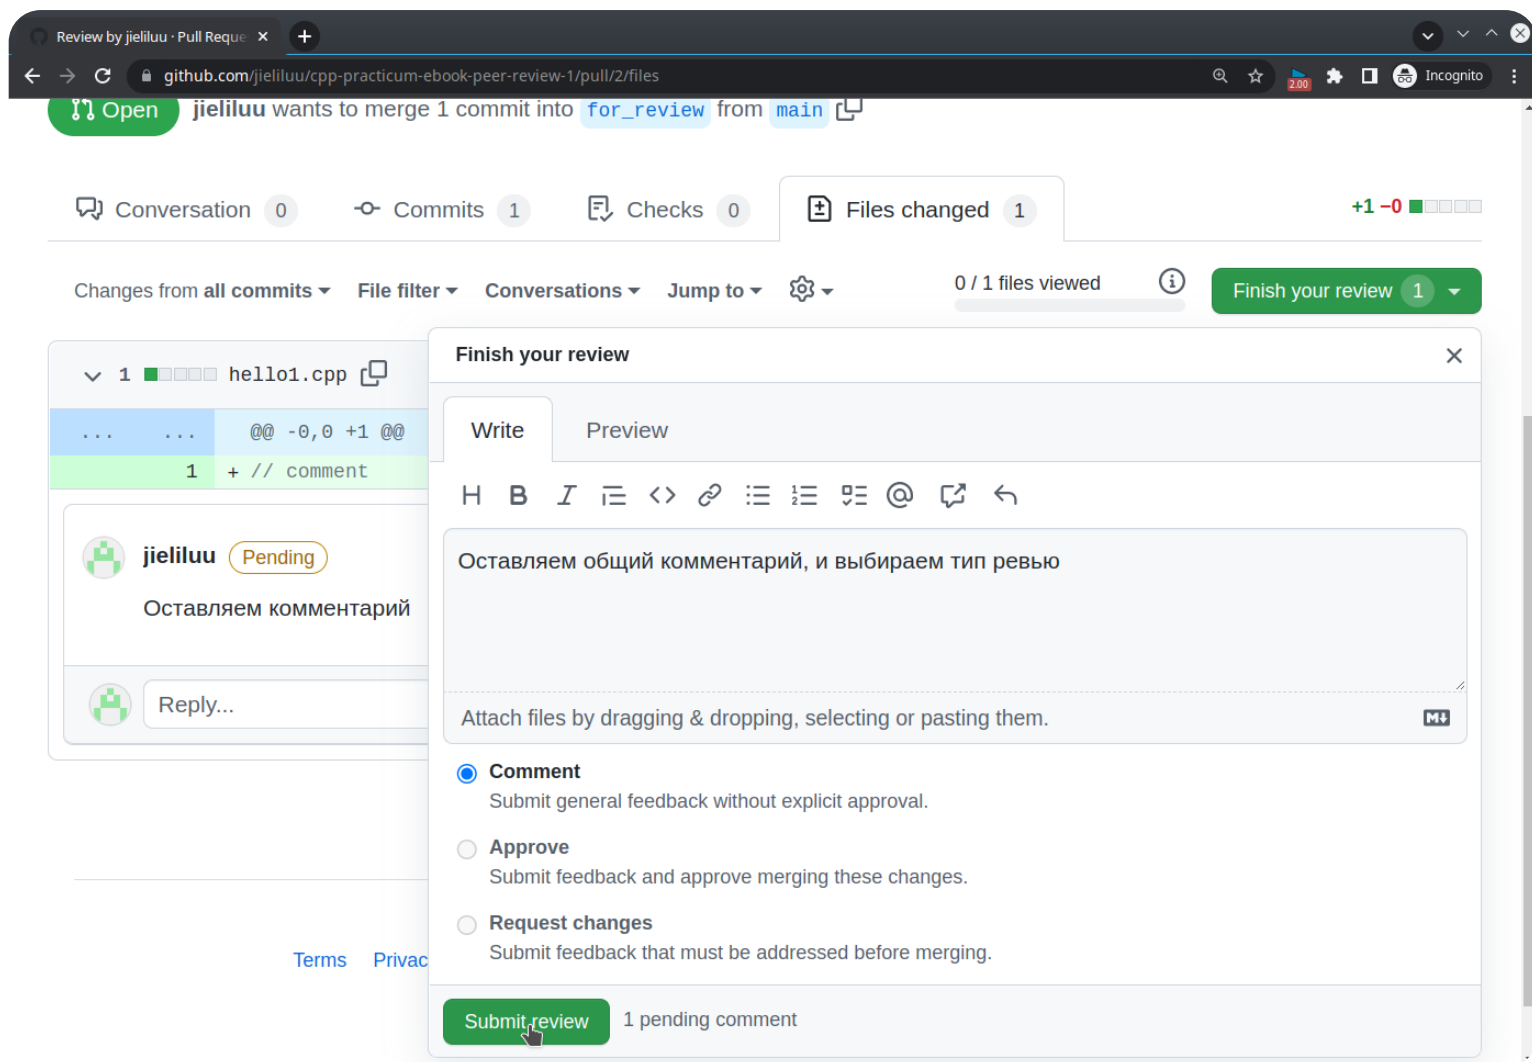 Review by jieliluu · Pull Reque
github.com/jieliluu/cpp-practicum-ebook-peer-review-1/pull/2/files
2.00
Incognito
Open jieliluu wants to merge 1 commit into for_review from main
Conversation 0 Commits 1 Checks 0 Files changed 1 +1 −0
Changes from all commits File filter Conversations Jump to 0 / 1 files viewed Finish your review 1
Finish your review
1 hello1.cpp
Write Preview
... ... @@ -0,0 +1 @@
1 + // comment
jieliluu Pending
Оставляем комментарий
Reply...
Оставляем общий комментарий, и выбираем тип ревью
Attach files by dragging & dropping, selecting or pasting them.
Comment
Submit general feedback without explicit approval.
Approve
Submit feedback and approve merging these changes.
Request changes
Submit feedback that must be addressed before merging.
Terms Privac
Submit review 1 pending comment